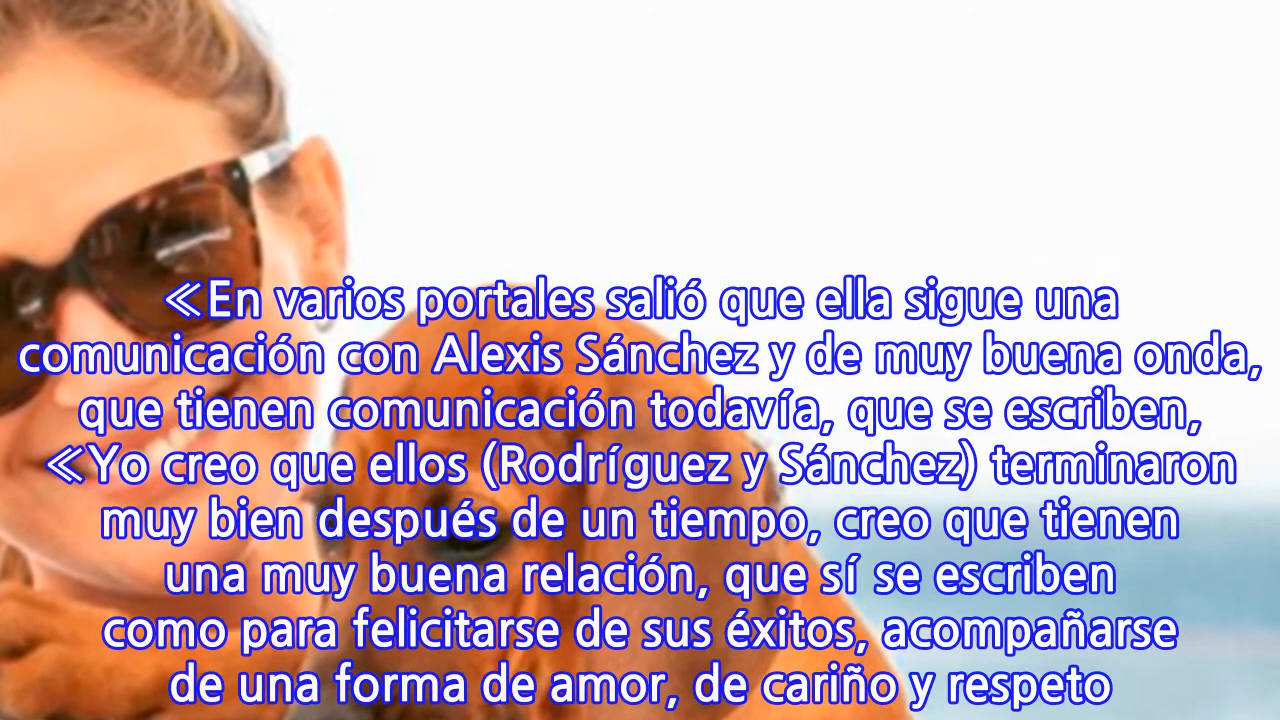 ≪En varios portales salió que ella sigue una
comunicación con Alexis Sánchez y de muy buena onda,
que tienen comunicación todavía, que se escriben,
≪Yo creo que ellos (Rodríguez y Sánchez) terminaron
muy bien después de un tiempo, creo que tienen
una muy buena relación, que sí se escriben
como para felicitarse de sus éxitos, acompañarse
de una forma de amor, de cariño y respeto